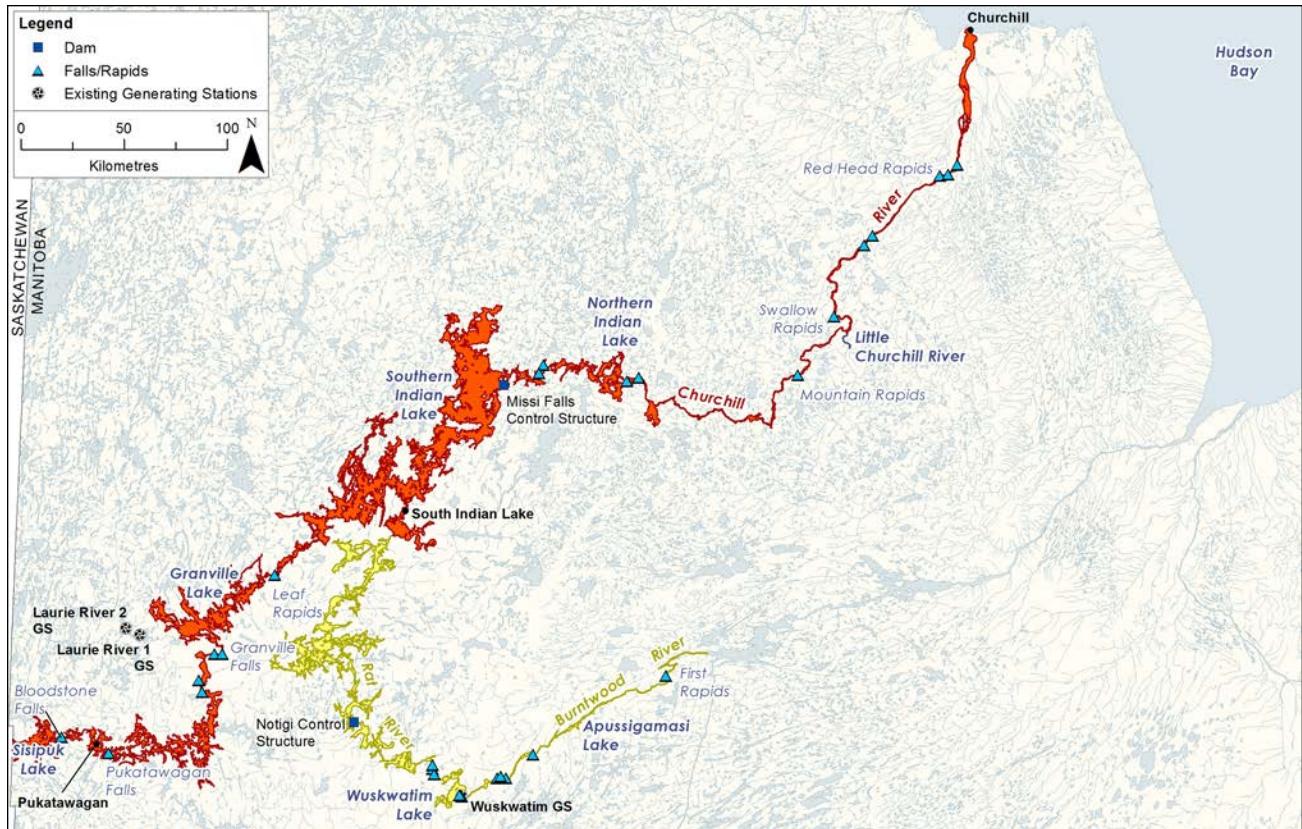 Legend
Dam
Falls/Rapids
Existing Generating Stations
0 50 100
N
Kilometres
SASKATCHEWAN
MANITOBA
Churchill
Hudson
Bay
Red Head Rapids
River
Swallow
Rapids
Little
Churchill River
Mountain Rapids
Northern
Indian
Lake
Churchill
Southern
Indian
Lake
Missi Falls
Control Structure
South Indian Lake
Granville
Lake
Leaf
Rapids
Laurie River 2
GS
Laurie River 1
GS
Granville
Falls
Bloodstone
Falls
Sisipuk
Lake
Pukatawagan
Falls
Pukatawagan
Rat
River
Notigi Control
Structure
Wuskwatim
Lake
Wuskwatim GS
Burntwood
River
First
Rapids
Apussigamasi
Lake